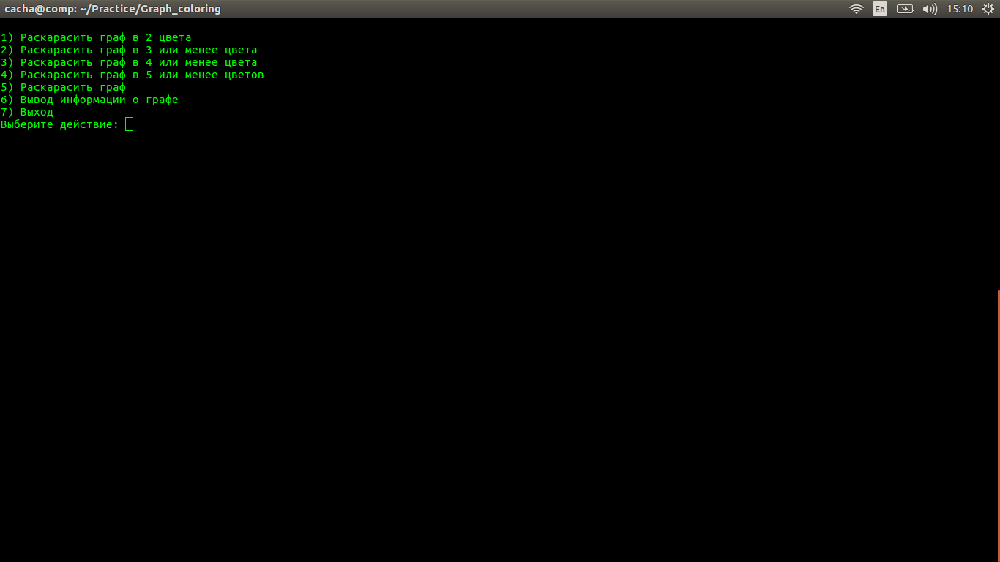 cacha@comp: ~/Practice/Graph_coloring En 15:10
1) Раскарасить граф в 2 цвета
2) Раскарасить граф в 3 или менее цвета
3) Раскарасить граф в 4 или менее цвета
4) Раскарасить граф в 5 или менее цветов
5) Раскарасить граф
6) Вывод информации о графе
7) Выход
Выберите действие: